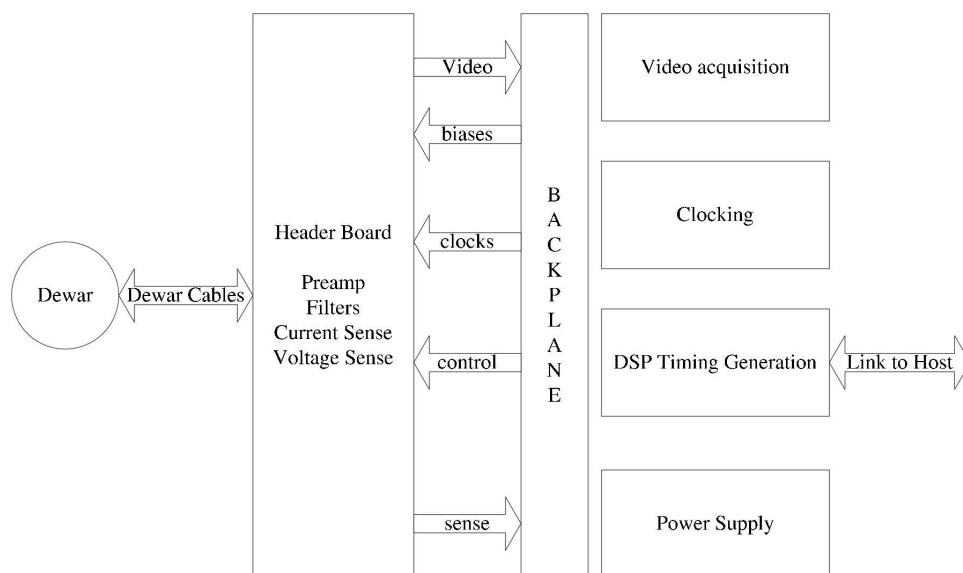 Dewar
Dewar Cables
Header Board
Preamp
Filters
Current Sense
Voltage Sense
Video
biases
clocks
control
sense
BACKPLANE
Video acquisition
Clocking
DSP Timing Generation
Link to Host
Power Supply